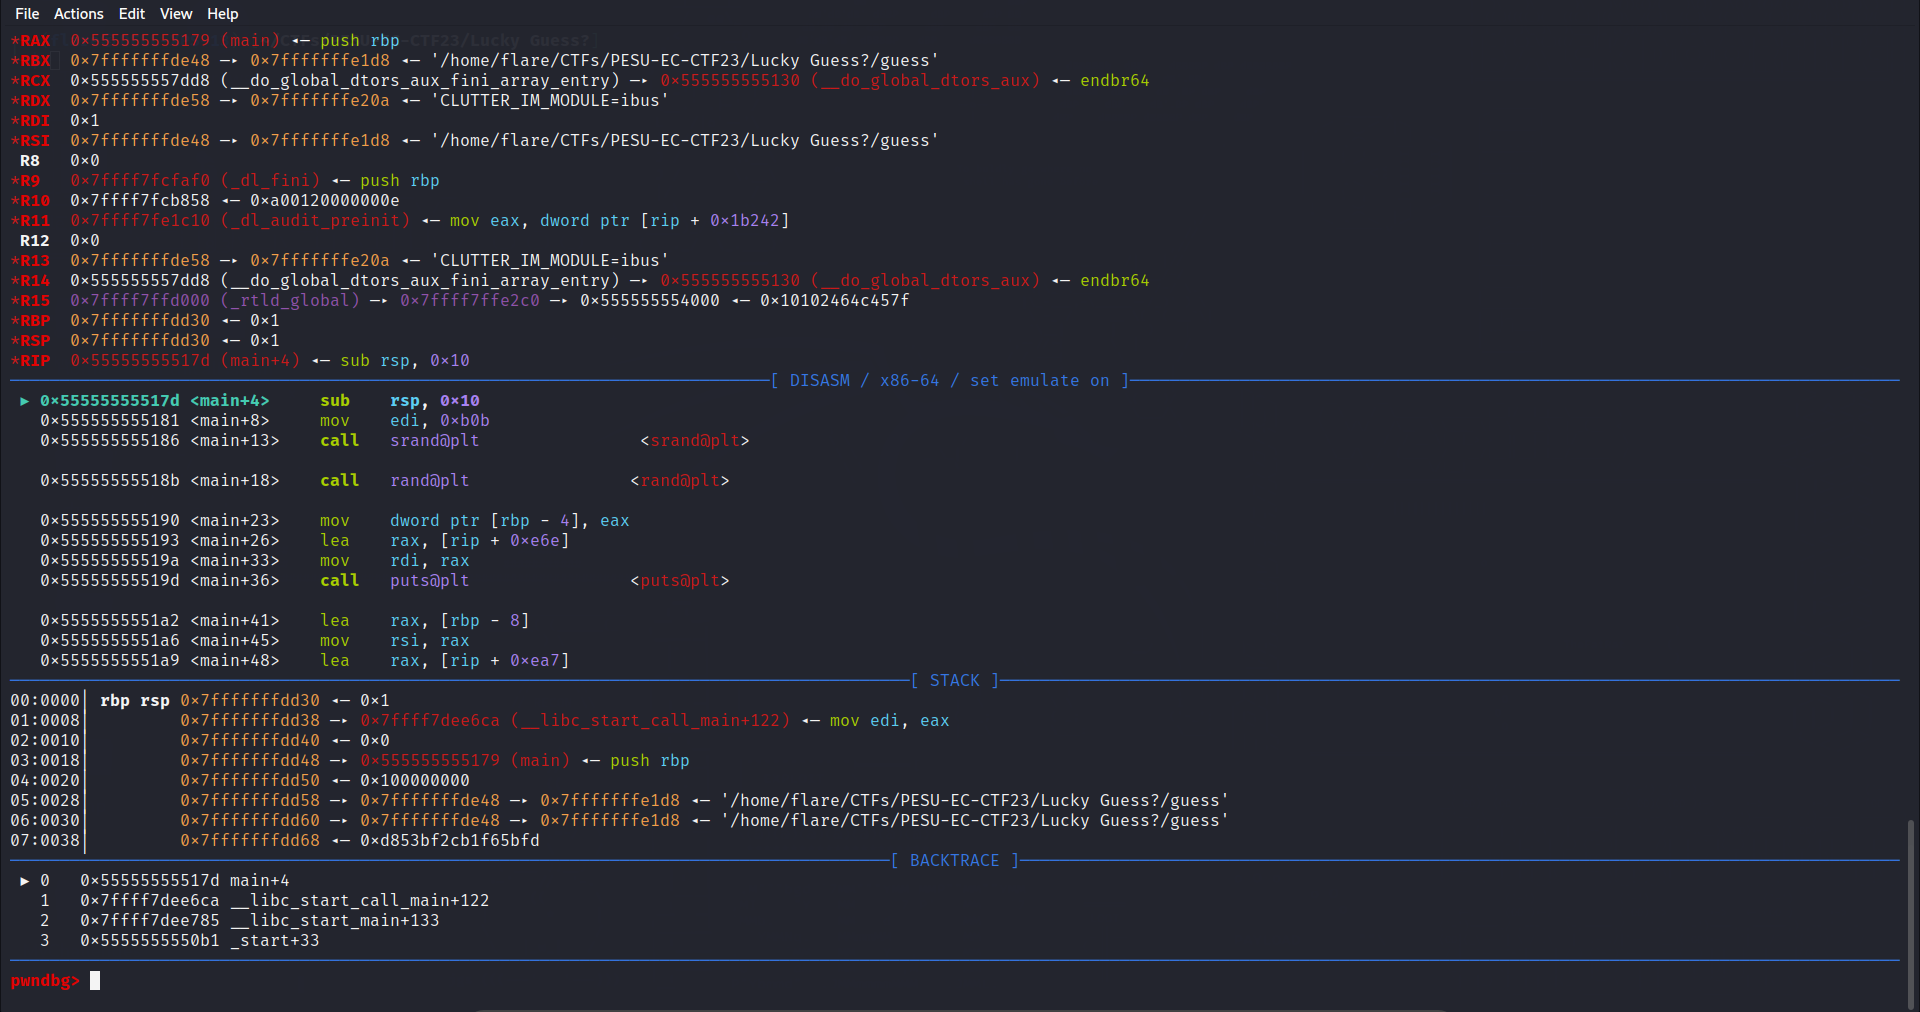 File Actions Edit View Help
*RAX 0x555555555179 (main) ◂— push rbp
*RBX 0x7fffffffde48 —▸ 0x7fffffffe1d8 ◂— '/home/flare/CTFs/PESU-EC-CTF23/Lucky Guess?/guess'
*RCX 0x555555557dd8 (__do_global_dtors_aux_fini_array_entry) —▸ 0x555555555130 (__do_global_dtors_aux) ◂— endbr64
*RDX 0x7fffffffde58 —▸ 0x7fffffffe20a ◂— 'CLUTTER_IM_MODULE=ibus'
*RDI 0x1
*RSI 0x7fffffffde48 —▸ 0x7fffffffe1d8 ◂— '/home/flare/CTFs/PESU-EC-CTF23/Lucky Guess?/guess'
R8 0x0
*R9 0x7ffff7fcfaf0 (_dl_fini) ◂— push rbp
*R10 0x7ffff7fcb858 ◂— 0xa00120000000e
*R11 0x7ffff7fe1c10 (_dl_audit_preinit) ◂— mov eax, dword ptr [rip + 0x1b242]
R12 0x0
*R13 0x7fffffffde58 —▸ 0x7fffffffe20a ◂— 'CLUTTER_IM_MODULE=ibus'
*R14 0x555555557dd8 (__do_global_dtors_aux_fini_array_entry) —▸ 0x555555555130 (__do_global_dtors_aux) ◂— endbr64
*R15 0x7ffff7ffd000 (_rtld_global) —▸ 0x7ffff7ffe2c0 —▸ 0x555555554000 ◂— 0x10102464c457f
*RBP 0x7fffffffdd30 ◂— 0x1
*RSP 0x7fffffffdd30 ◂— 0x1
*RIP 0x55555555517d (main+4) ◂— sub rsp, 0x10
[ DISASM / x86-64 / set emulate on ]
► 0x55555555517d <main+4> sub rsp, 0x10
0x555555555181 <main+8> mov edi, 0xb0b
0x555555555186 <main+13> call srand@plt <srand@plt>
0x55555555518b <main+18> call rand@plt <rand@plt>
0x555555555190 <main+23> mov dword ptr [rbp - 4], eax
0x555555555193 <main+26> lea rax, [rip + 0xe6e]
0x55555555519a <main+33> mov rdi, rax
0x55555555519d <main+36> call puts@plt <puts@plt>
0x5555555551a2 <main+41> lea rax, [rbp - 8]
0x5555555551a6 <main+45> mov rsi, rax
0x5555555551a9 <main+48> lea rax, [rip + 0xea7]
[ STACK ]
00:0000│ rbp rsp 0x7fffffffdd30 ◂— 0x1
01:0008│ 0x7fffffffdd38 —▸ 0x7ffff7dee6ca (__libc_start_call_main+122) ◂— mov edi, eax
02:0010│ 0x7fffffffdd40 ◂— 0x0
03:0018│ 0x7fffffffdd48 —▸ 0x555555555179 (main) ◂— push rbp
04:0020│ 0x7fffffffdd50 ◂— 0x100000000
05:0028│ 0x7fffffffdd58 —▸ 0x7fffffffde48 —▸ 0x7fffffffe1d8 ◂— '/home/flare/CTFs/PESU-EC-CTF23/Lucky Guess?/guess'
06:0030│ 0x7fffffffdd60 —▸ 0x7fffffffde48 —▸ 0x7fffffffe1d8 ◂— '/home/flare/CTFs/PESU-EC-CTF23/Lucky Guess?/guess'
07:0038│ 0x7fffffffdd68 ◂— 0xd853bf2cb1f65bfd
[ BACKTRACE ]
► 0 0x55555555517d main+4
1 0x7ffff7dee6ca __libc_start_call_main+122
2 0x7ffff7dee785 __libc_start_main+133
3 0x5555555550b1 _start+33
pwndbg>